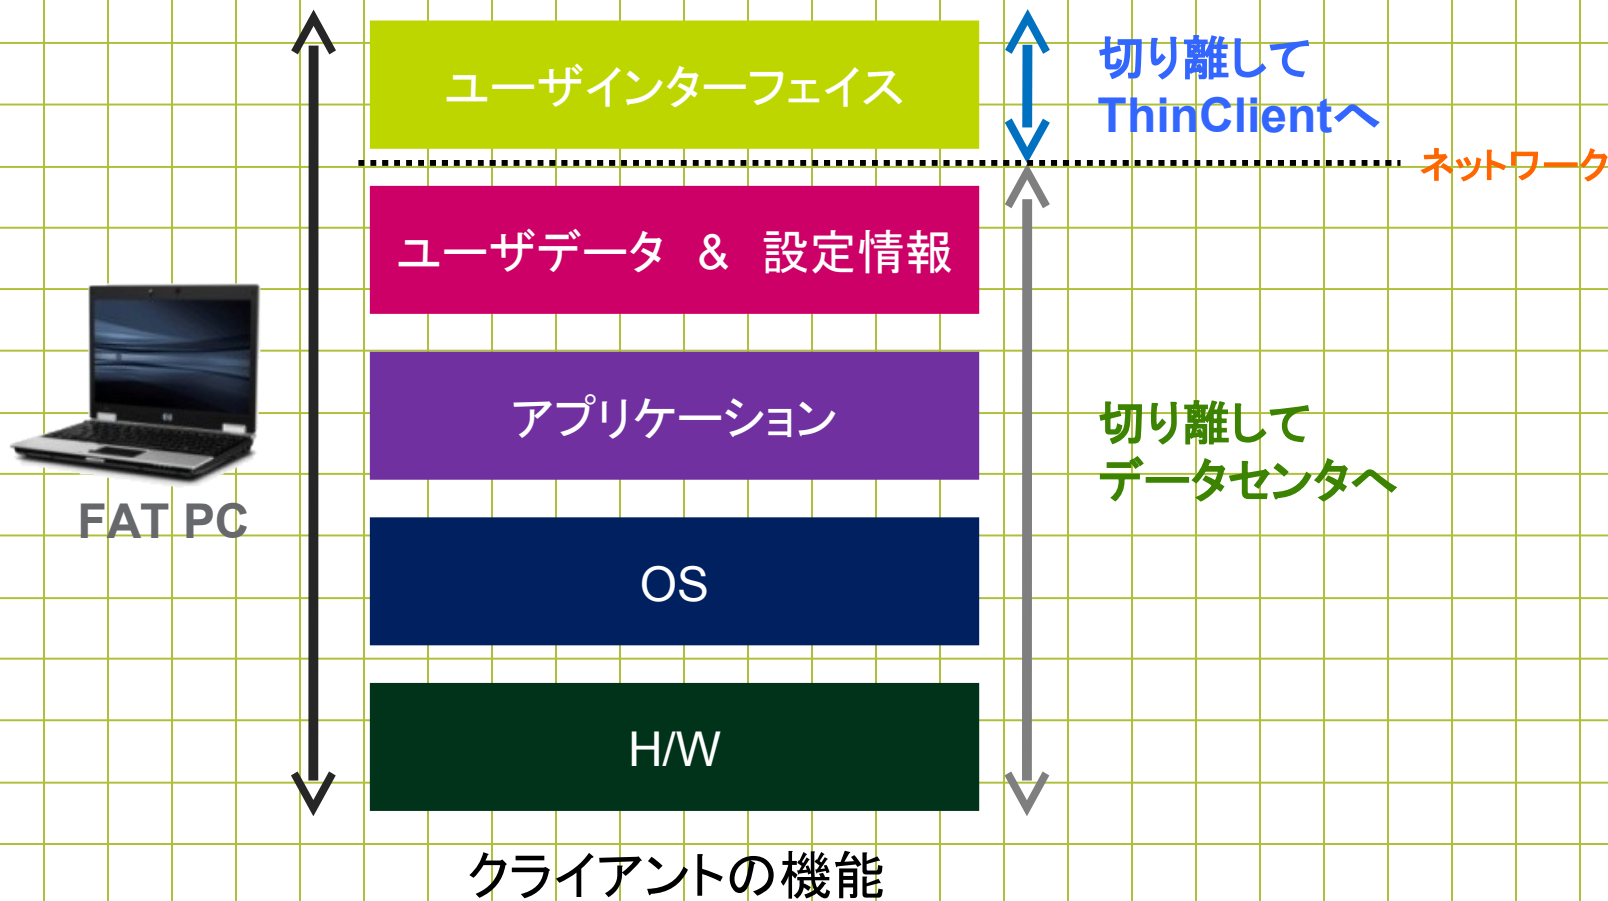 ユーザインターフェイス
切り離して
ThinClientへ
ネットワーク
ユーザデータ　&　設定情報
アプリケーション
切り離して
データセンタへ
FAT PC
OS
H/W
クライアントの機能